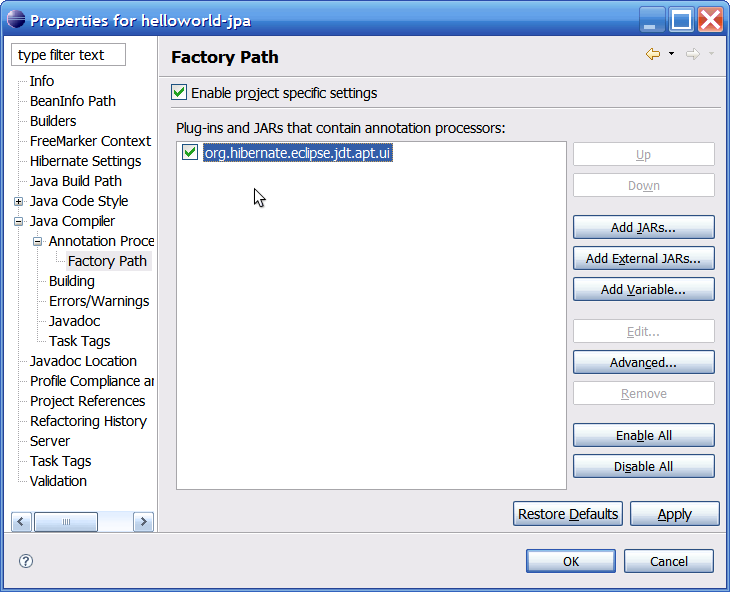 Properties for helloworld-jpa
type filter text
Info
BeanInfo Path
Builders
FreeMarker Context
Hibernate Settings
Java Build Path
Java Code Style
Java Compiler
Annotation Proce
Factory Path
Building
Errors/Warnings
Javadoc
Task Tags
Javadoc Location
Profile Compliance ar
Project References
Refactoring History
Server
Task Tags
Validation
Factory Path
Enable project specific settings
Plug-ins and JARs that contain annotation processors:
org.hibernate.eclipse.jdt.apt.ui
Up
Down
Add JARs...
Add External JARs...
Add Variable...
Edit...
Advanced...
Remove
Enable All
Disable All
Restore Defaults
Apply
?
OK
Cancel